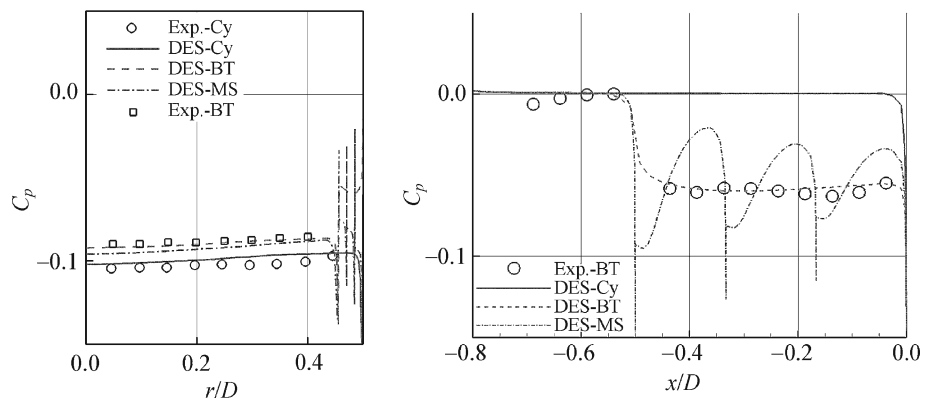 Cp
0.0
−0.1
Exp.-Cy
DES-Cy
DES-BT
DES-MS
Exp.-BT
0.0 0.2 0.4
r/D
Cp
0.0
−0.1
Exp.-BT
DES-Cy
DES-BT
DES-MS
−0.8 −0.6 −0.4 −0.2 0.0
x/D